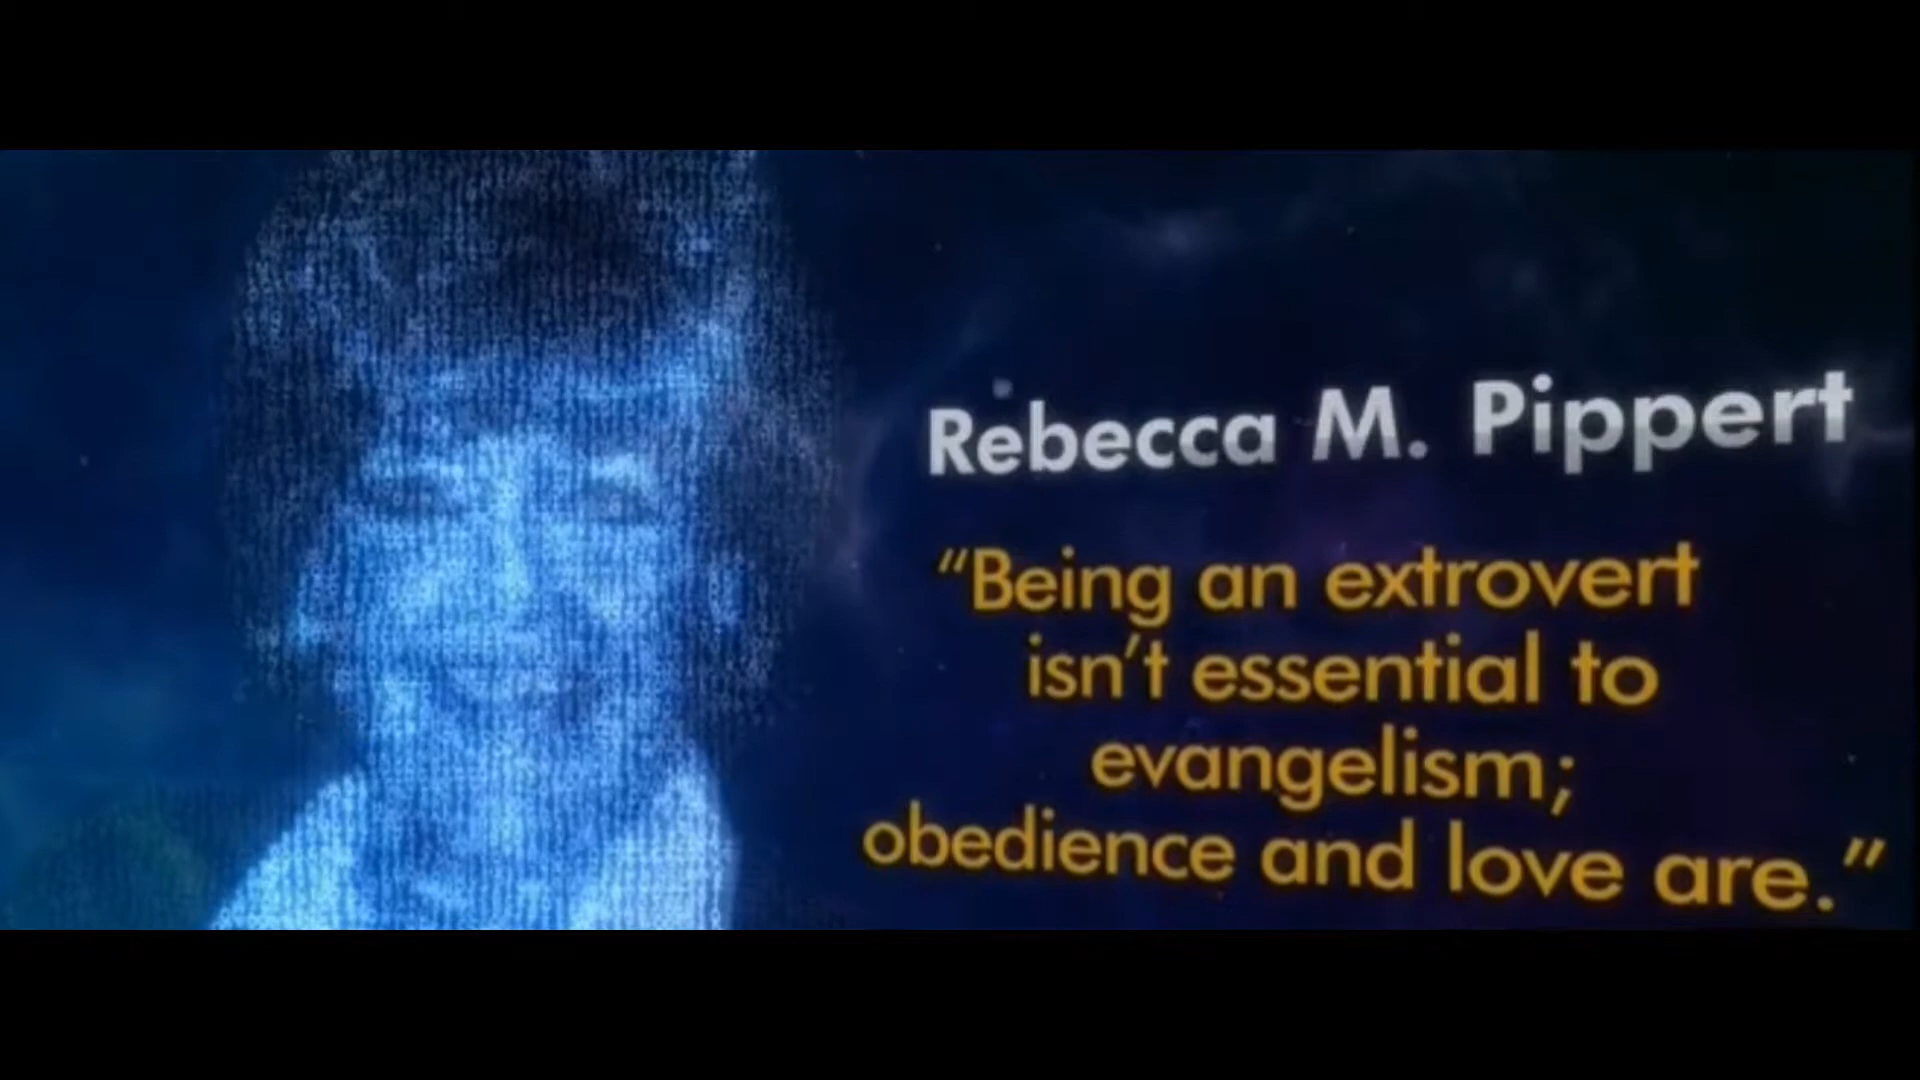 Rebecca M. Pippert
“Being an extrovert
isn’t essential to
evangelism;
obedience and love are.”